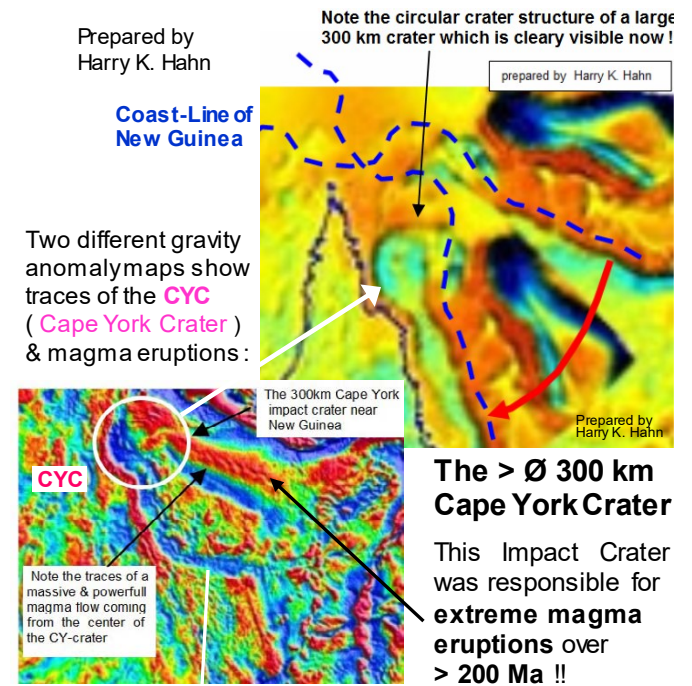 Note the circular crater structure of a large
300 km crater which is cleary visible now !
Prepared by
Harry K. Hahn
prepared by Harry K. Hahn
Coast-Line of
New Guinea
Two different gravity
anomaly maps show
traces of the CYC
( Cape York Crater )
& magma eruptions :
The 300km Cape York
impact crater near
New Guinea
Prepared by
Harry K. Hahn
CYC
The > Ø 300 km
Cape York Crater
This Impact Crater
was responsible for
extreme magma
eruptions over
> 200 Ma !!
Note the traces of a
massive & powerfull
magma flow coming
from the center of
the CY-crater